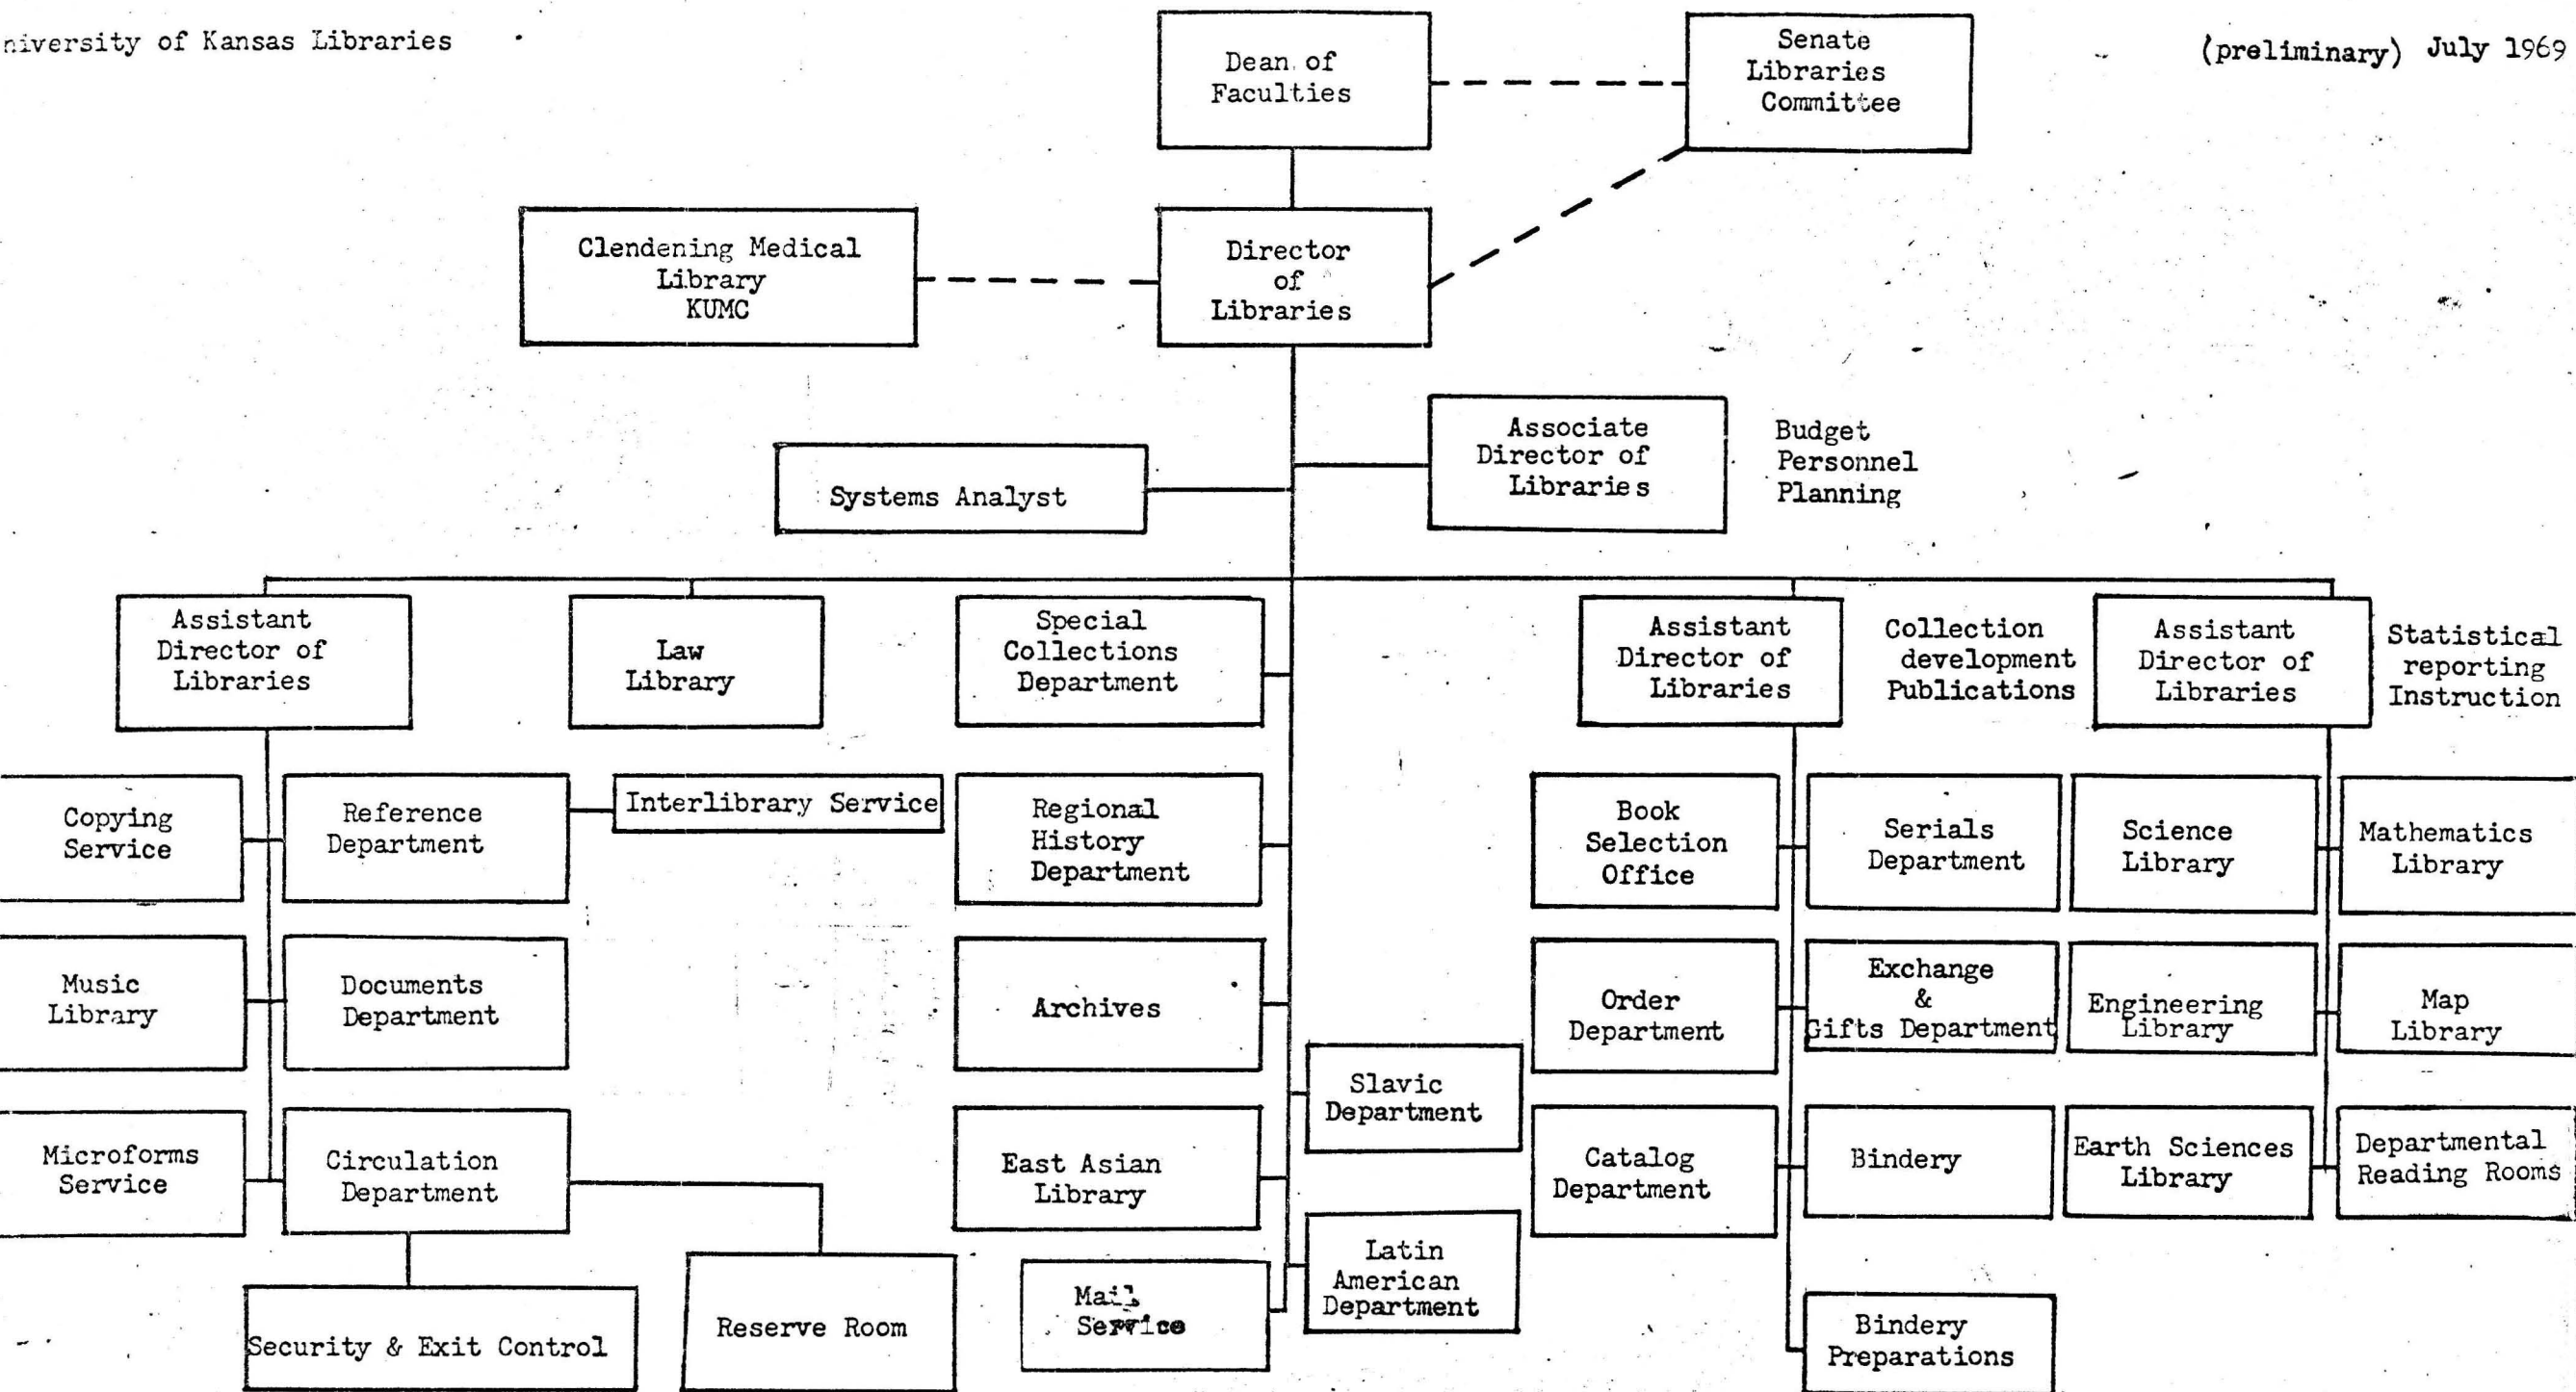 niversity of Kansas Libraries
(preliminary) July 1969
Dean of
Faculties
Senate
Libraries
Committee
Clendening Medical
Library
KUMC
Director
of
Libraries
Systems Analyst
Associate
Director of
Libraries
Budget
Personnel
Planning
Assistant
Director of
Libraries
Law
Library
Special
Collections
Department
Assistant
Director of
Libraries
Collection
development
Publications
Assistant
Director of
Libraries
Statistical
reporting
Instruction
Copying
Service
Reference
Department
Interlibrary Service
Regional
History
Department
Book
Selection
Office
Serials
Department
Science
Library
Mathematics
Library
Music
Library
Documents
Department
Archives
Order
Department
Exchange
&
Gifts Department
Engineering
Library
Map
Library
Slavic
Department
Microforms
Service
Circulation
Department
East Asian
Library
Catalog
Department
Bindery
Earth Sciences
Library
Departmental
Reading Rooms
Latin
American
Department
Security & Exit Control
Reserve Room
Mail
Service
Bindery
Preparations